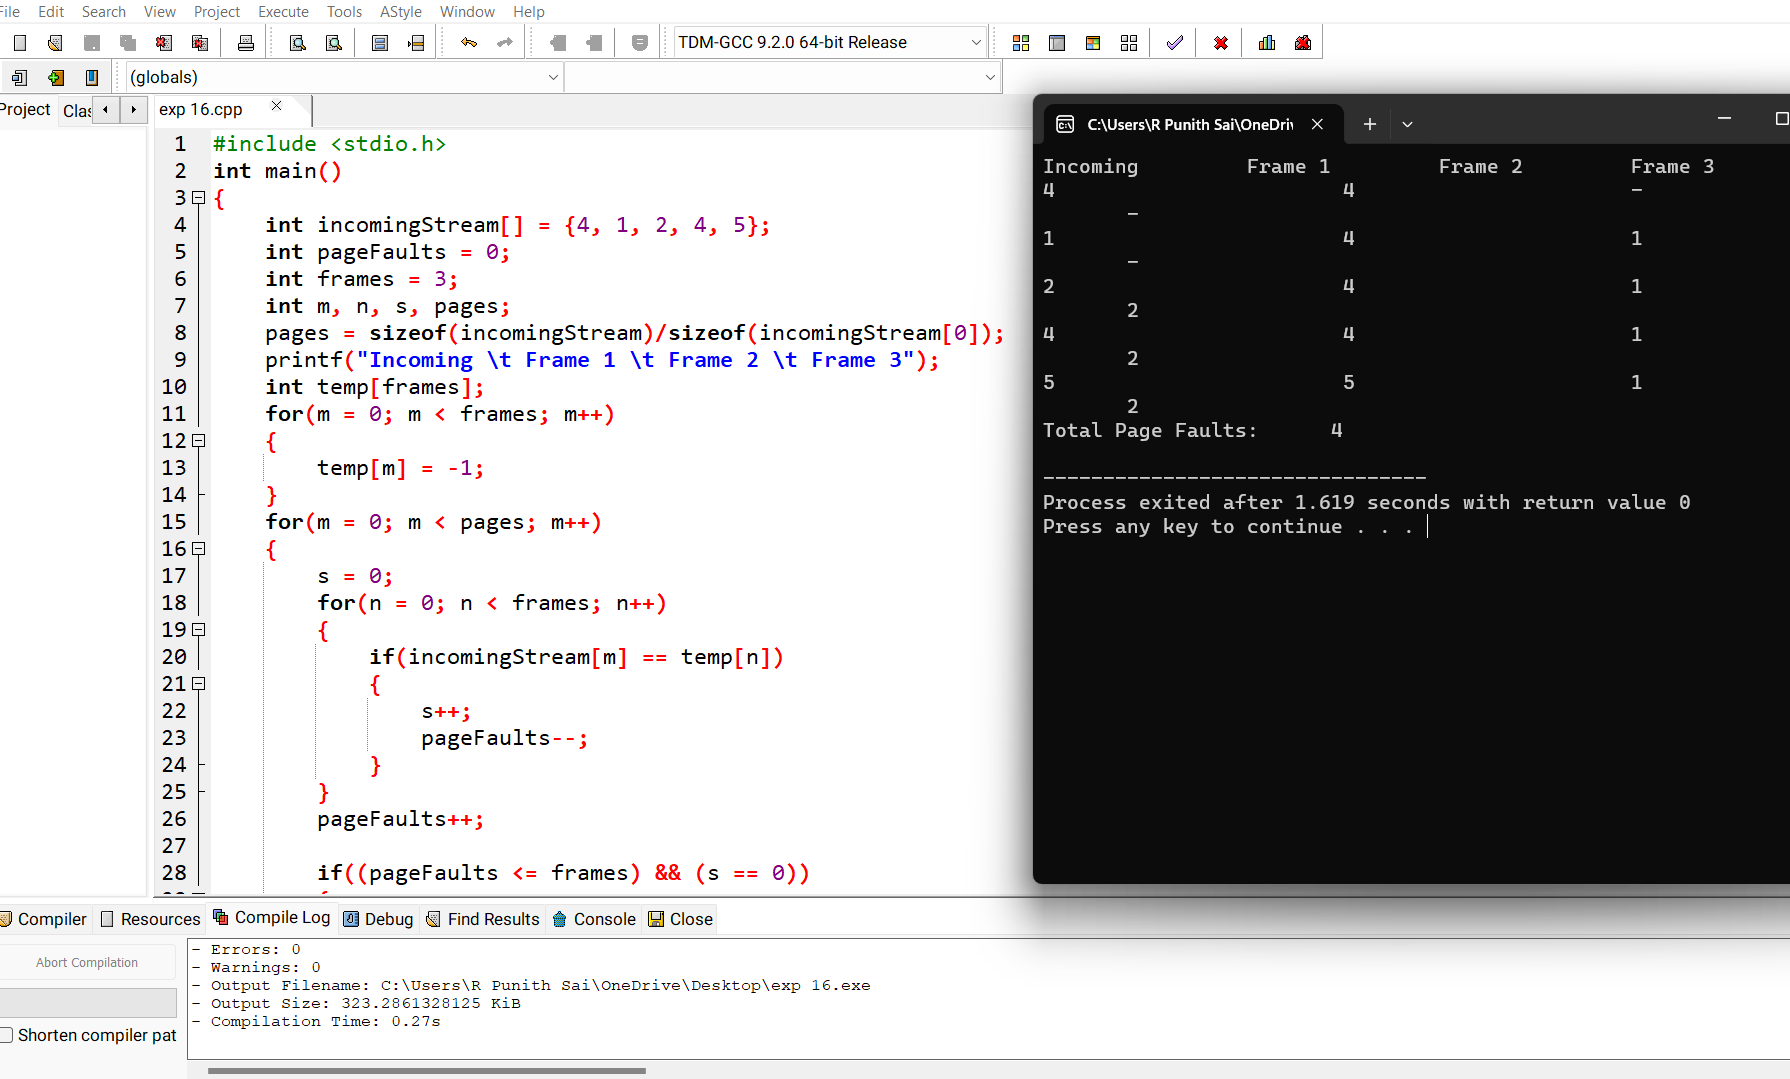 File Edit Search View Project Execute Tools AStyle Window Help
TDM-GCC 9.2.0 64-bit Release
(globals)
Project Clas exp 16.cpp
1 #include <stdio.h>
2 int main()
3 {
4 int incomingStream[] = {4, 1, 2, 4, 5};
5 int pageFaults = 0;
6 int frames = 3;
7 int m, n, s, pages;
8 pages = sizeof(incomingStream)/sizeof(incomingStream[0]);
9 printf("Incoming \t Frame 1 \t Frame 2 \t Frame 3");
10 int temp[frames];
11 for(m = 0; m < frames; m++)
12 {
13 temp[m] = -1;
14 }
15 for(m = 0; m < pages; m++)
16 {
17 s = 0;
18 for(n = 0; n < frames; n++)
19 {
20 if(incomingStream[m] == temp[n])
21 {
22 s++;
23 pageFaults--;
24 }
25 }
26 pageFaults++;
27
28 if((pageFaults <= frames) && (s == 0))
C:\Users\R Punith Sai\OneDriv
Incoming Frame 1 Frame 2 Frame 3
4 4 -
-
1 4 1
-
2 4 1
2
4 4 1
2
5 5 1
2
Total Page Faults: 4
--------------------------------
Process exited after 1.619 seconds with return value 0
Press any key to continue . . .
Compiler Resources Compile Log Debug Find Results Console Close
Abort Compilation
Shorten compiler pat
- Errors: 0
- Warnings: 0
- Output Filename: C:\Users\R Punith Sai\OneDrive\Desktop\exp 16.exe
- Output Size: 323.2861328125 KiB
- Compilation Time: 0.27s